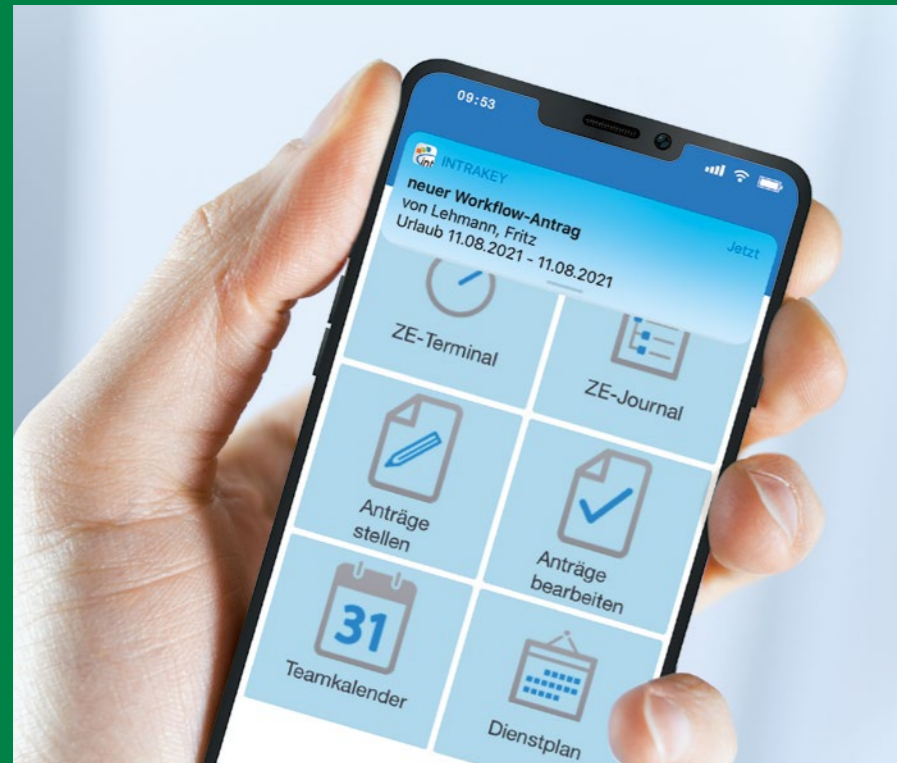 09:53
int
INTRAKEY
Jetzt
neuer Workflow-Antrag
von Lehmann, Fritz
Urlaub 11.08.2021 - 11.08.2021
ZE-Terminal
ZE-Journal
Anträge
stellen
Anträge
bearbeiten
31
Teamkalender
Dienstplan